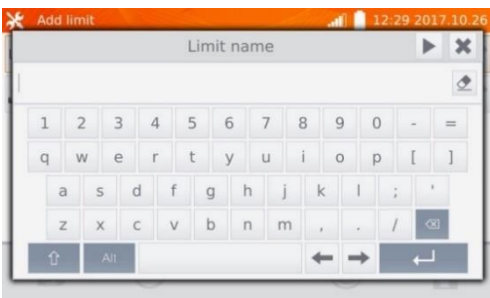 Add limit 12:29 2017.10.26
Limit name
1 2 3 4 5 6 7 8 9 0 - =
q w e r t y u i o p [ ]
a s d f g h j k l ; '
z x c v b n m , . /
Alt